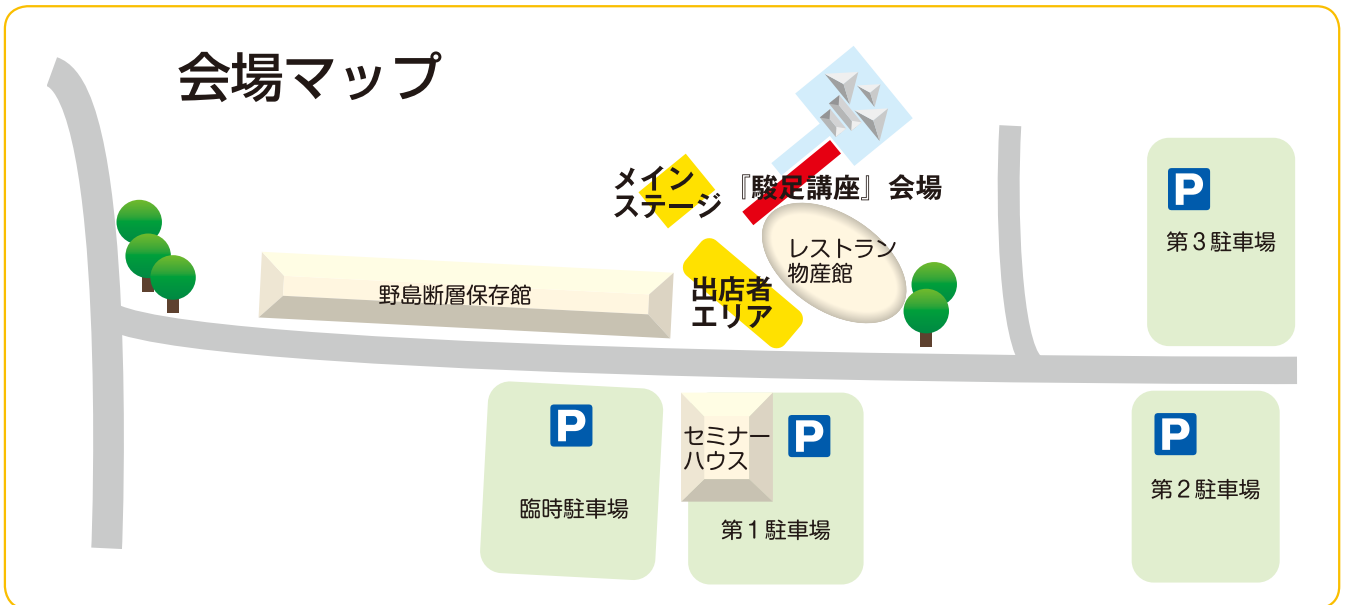 会場マップ
メイン
ステージ
『駿足講座』会場
レストラン
物産館
野島断層保存館
出店者
エリア
P
第3駐車場
P
臨時駐車場
セミナー
ハウス
P
第1駐車場
P
第2駐車場